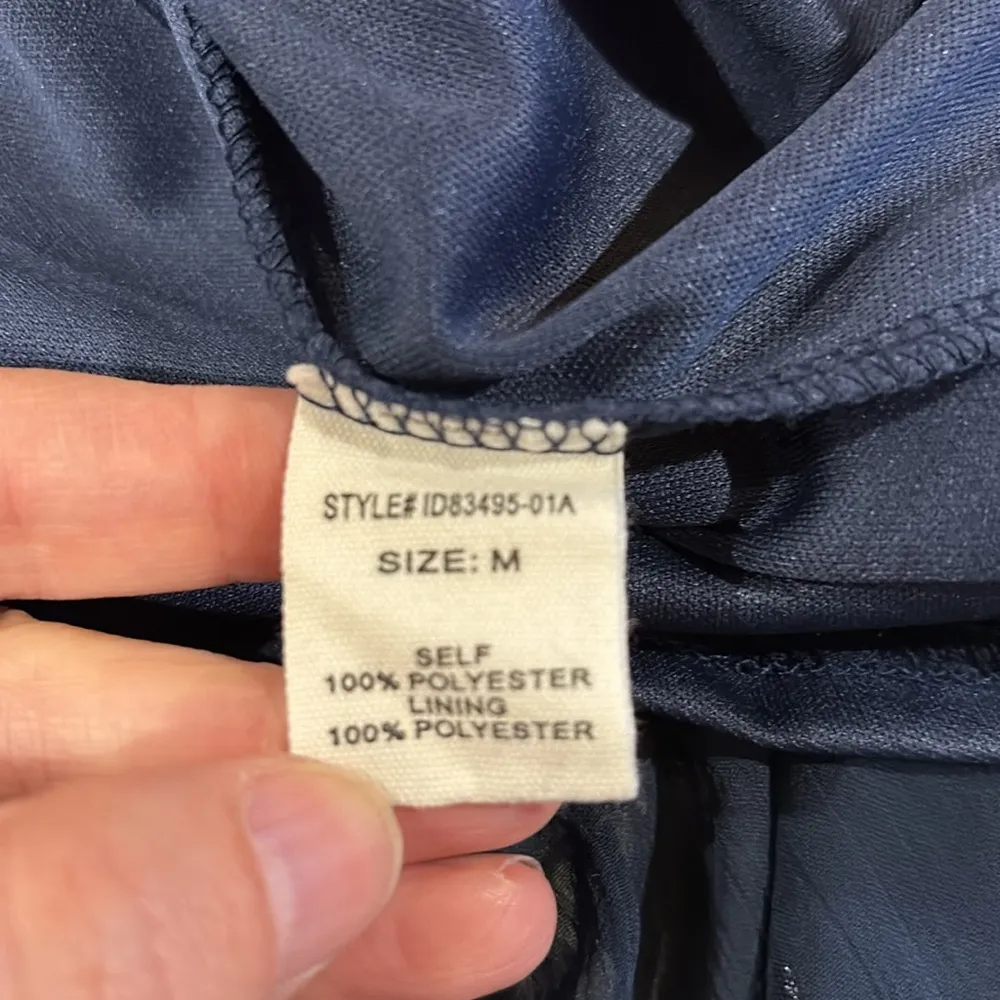 STYLE# ID83495-01A
SIZE: M
SELF
100% POLYESTER
LINING
100% POLYESTER